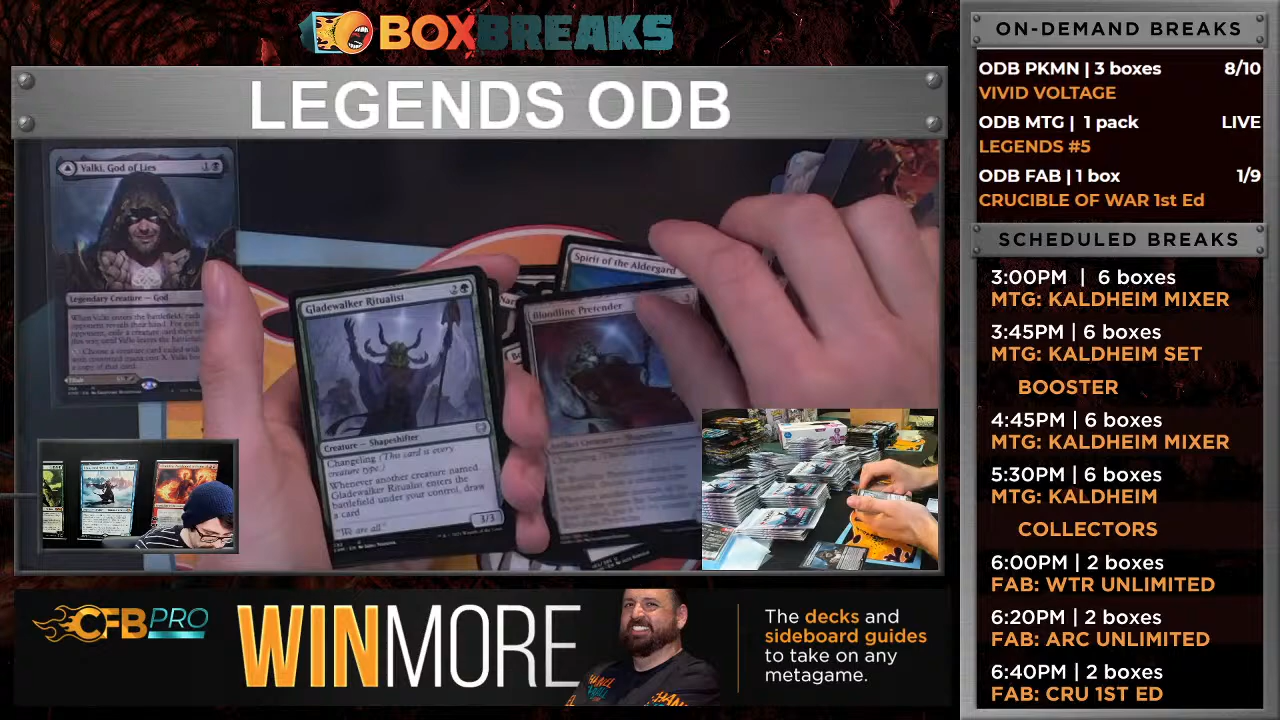 BOXBREAKS
LEGENDS ODB
Valki, God of Lies
Legendary Creature — God
Gladewalker Ritualist
Creature — Shapeshifter
Changeling (This card is every
creature type.)
Whenever another creature named
Gladewalker Ritualist enters the
battlefield under your control, draw
a card
"We are all"
3/3
Spirit of the Aldergard
Bloodline Pretender
CFB PRO
WINMORE
The decks and
sideboard guides
to take on any
metagame.
ON-DEMAND BREAKS
ODB PKMN | 3 boxes 8/10
VIVID VOLTAGE
ODB MTG | 1 pack LIVE
LEGENDS #5
ODB FAB | 1 box 1/9
CRUCIBLE OF WAR 1st Ed
SCHEDULED BREAKS
3:00PM | 6 boxes
MTG: KALDHEIM MIXER
3:45PM | 6 boxes
MTG: KALDHEIM SET
BOOSTER
4:45PM | 6 boxes
MTG: KALDHEIM MIXER
5:30PM | 6 boxes
MTG: KALDHEIM
COLLECTORS
6:00PM | 2 boxes
FAB: WTR UNLIMITED
6:20PM | 2 boxes
FAB: ARC UNLIMITED
6:40PM | 2 boxes
FAB: CRU 1ST ED